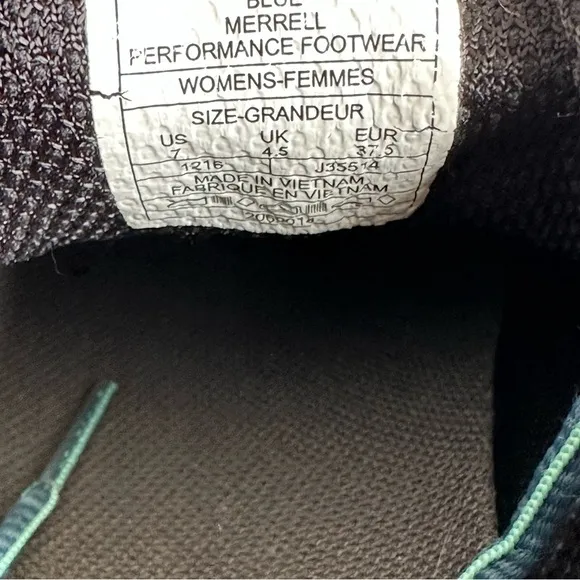 BLUE
MERRELL
PERFORMANCE FOOTWEAR
WOMENS-FEMMES
SIZE-GRANDEUR
US UK EUR
7 4.5 37.5
1216 J35514
MADE IN VIETNAM
FABRIQUE EN VIETNAM